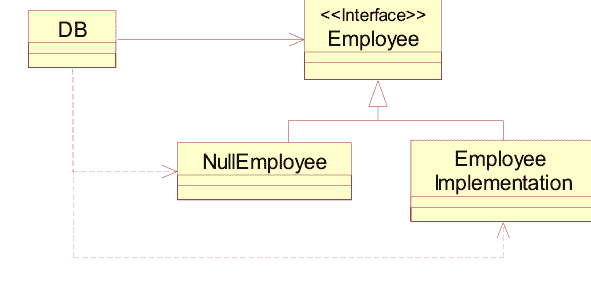 <<Interface>>
DB
Employee
NullEmployee
Employee
Implementation